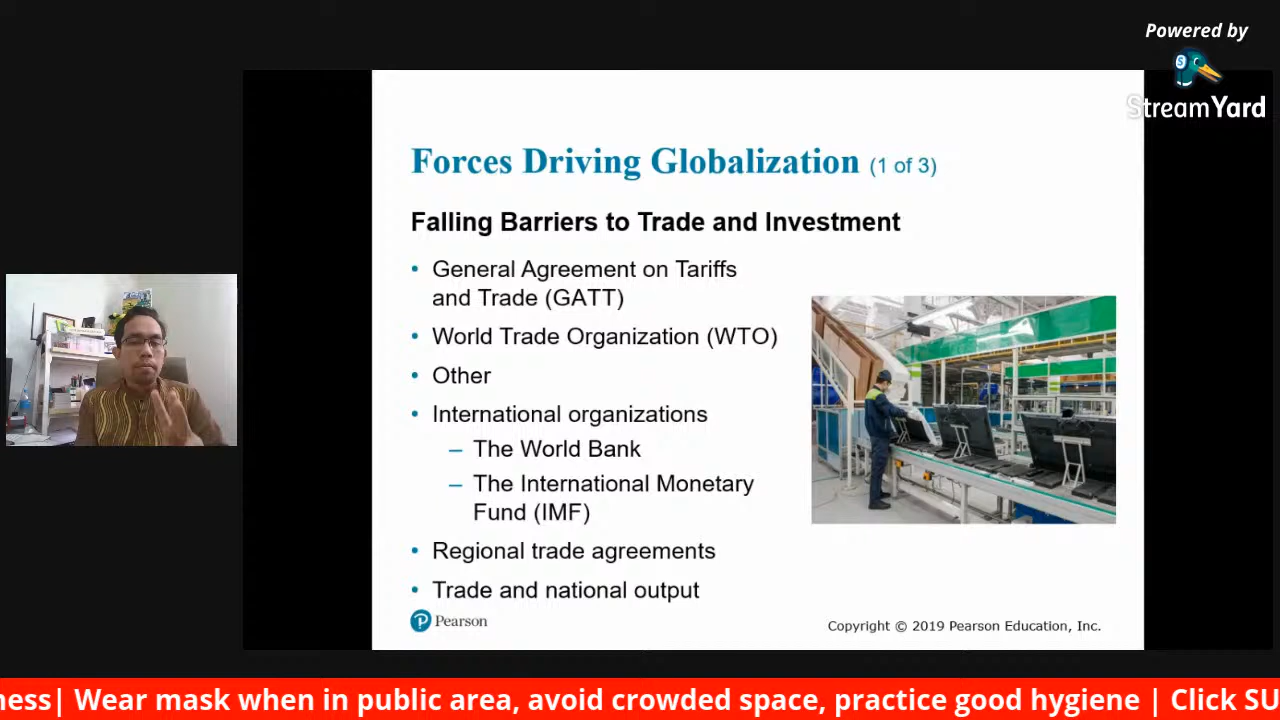 Powered by
StreamYard
Forces Driving Globalization (1 of 3)
Falling Barriers to Trade and Investment
• General Agreement on Tariffs
and Trade (GATT)
• World Trade Organization (WTO)
• Other
• International organizations
– The World Bank
– The International Monetary
Fund (IMF)
• Regional trade agreements
• Trade and national output
Pearson
Copyright © 2019 Pearson Education, Inc.
ness| Wear mask when in public area, avoid crowded space, practice good hygiene | Click SU